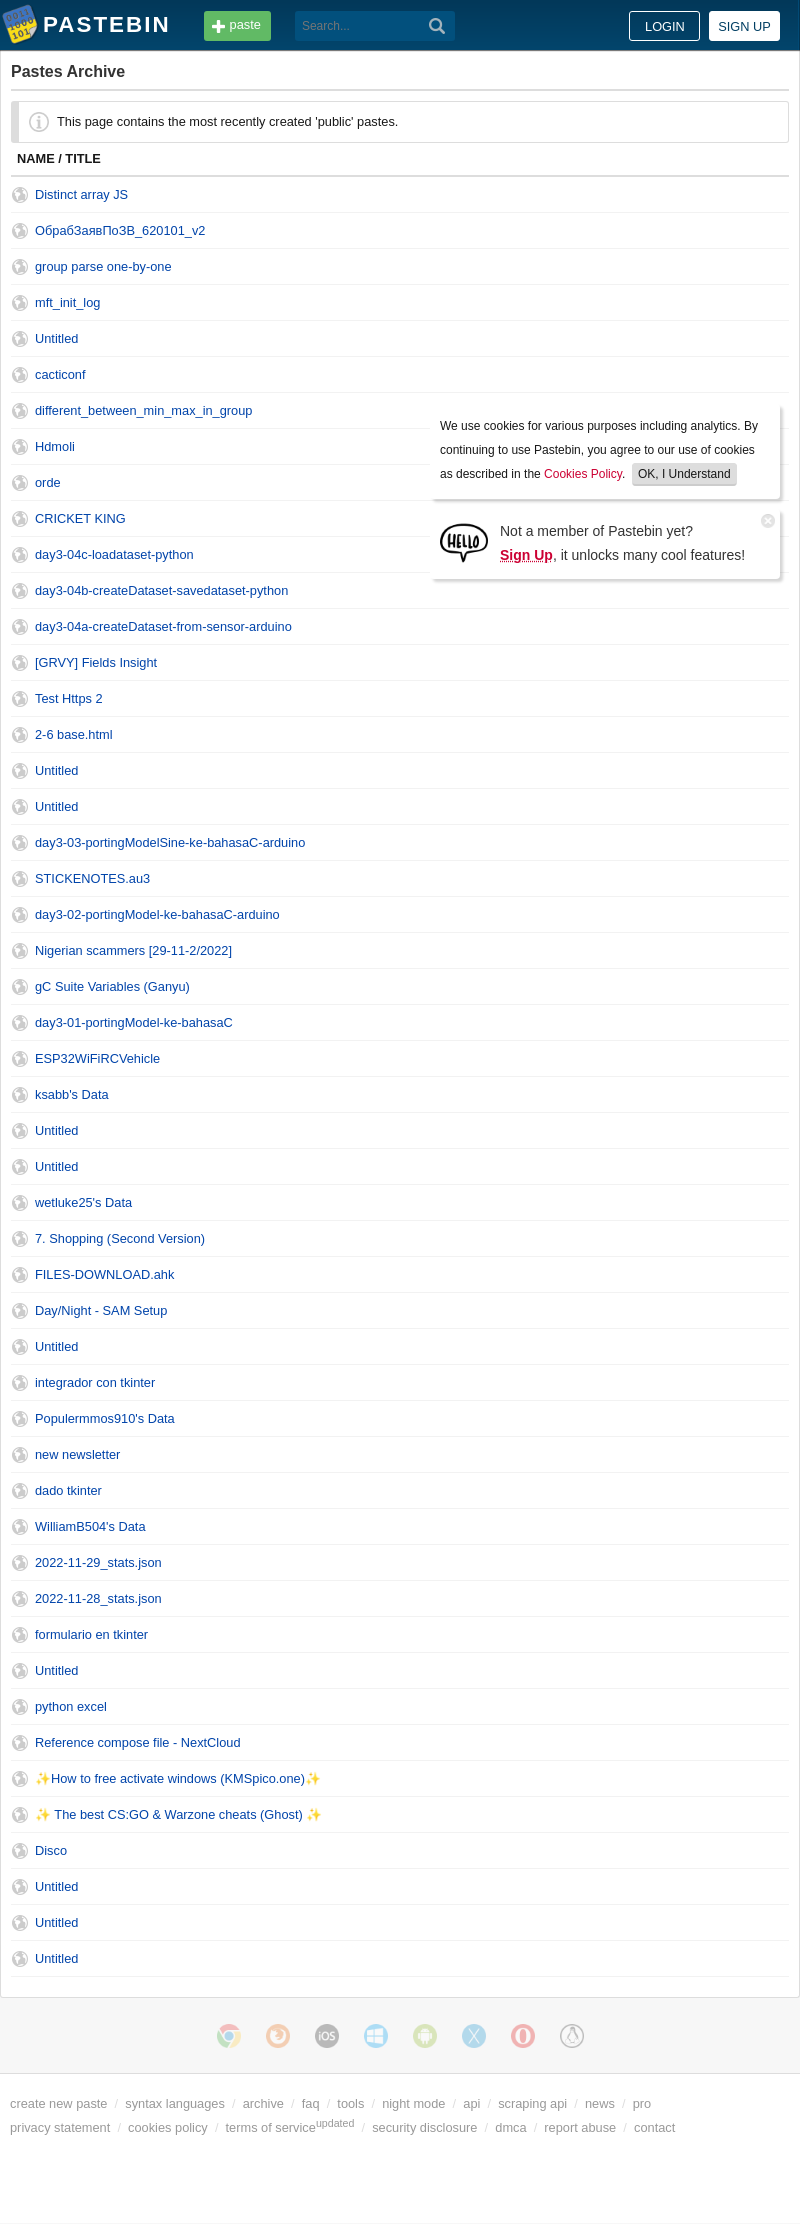 PASTEBIN paste Search... LOGIN SIGN UP
Pastes Archive
This page contains the most recently created 'public' pastes.
NAME / TITLE
Distinct array JS
ОбрабЗаявПоЗВ_620101_v2
group parse one-by-one
mft_init_log
Untitled
cacticonf
different_between_min_max_in_group
Hdmoli
orde
CRICKET KING
day3-04c-loadataset-python
day3-04b-createDataset-savedataset-python
day3-04a-createDataset-from-sensor-arduino
[GRVY] Fields Insight
Test Https 2
2-6 base.html
Untitled
Untitled
day3-03-portingModelSine-ke-bahasaC-arduino
STICKENOTES.au3
day3-02-portingModel-ke-bahasaC-arduino
Nigerian scammers [29-11-2/2022]
gC Suite Variables (Ganyu)
day3-01-portingModel-ke-bahasaC
ESP32WiFiRCVehicle
ksabb's Data
Untitled
Untitled
wetluke25's Data
7. Shopping (Second Version)
FILES-DOWNLOAD.ahk
Day/Night - SAM Setup
Untitled
integrador con tkinter
Populermmos910's Data
new newsletter
dado tkinter
WilliamB504's Data
2022-11-29_stats.json
2022-11-28_stats.json
formulario en tkinter
Untitled
python excel
Reference compose file - NextCloud
✨How to free activate windows (KMSpico.one)✨
✨ The best CS:GO & Warzone cheats (Ghost) ✨
Disco
Untitled
Untitled
Untitled
We use cookies for various purposes including analytics. By
continuing to use Pastebin, you agree to our use of cookies
as described in the Cookies Policy. OK, I Understand
HELLO
Not a member of Pastebin yet?
Sign Up, it unlocks many cool features!
iOS
create new paste / syntax languages / archive / faq / tools / night mode / api / scraping api / news / pro
privacy statement / cookies policy / terms of service updated / security disclosure / dmca / report abuse / contact